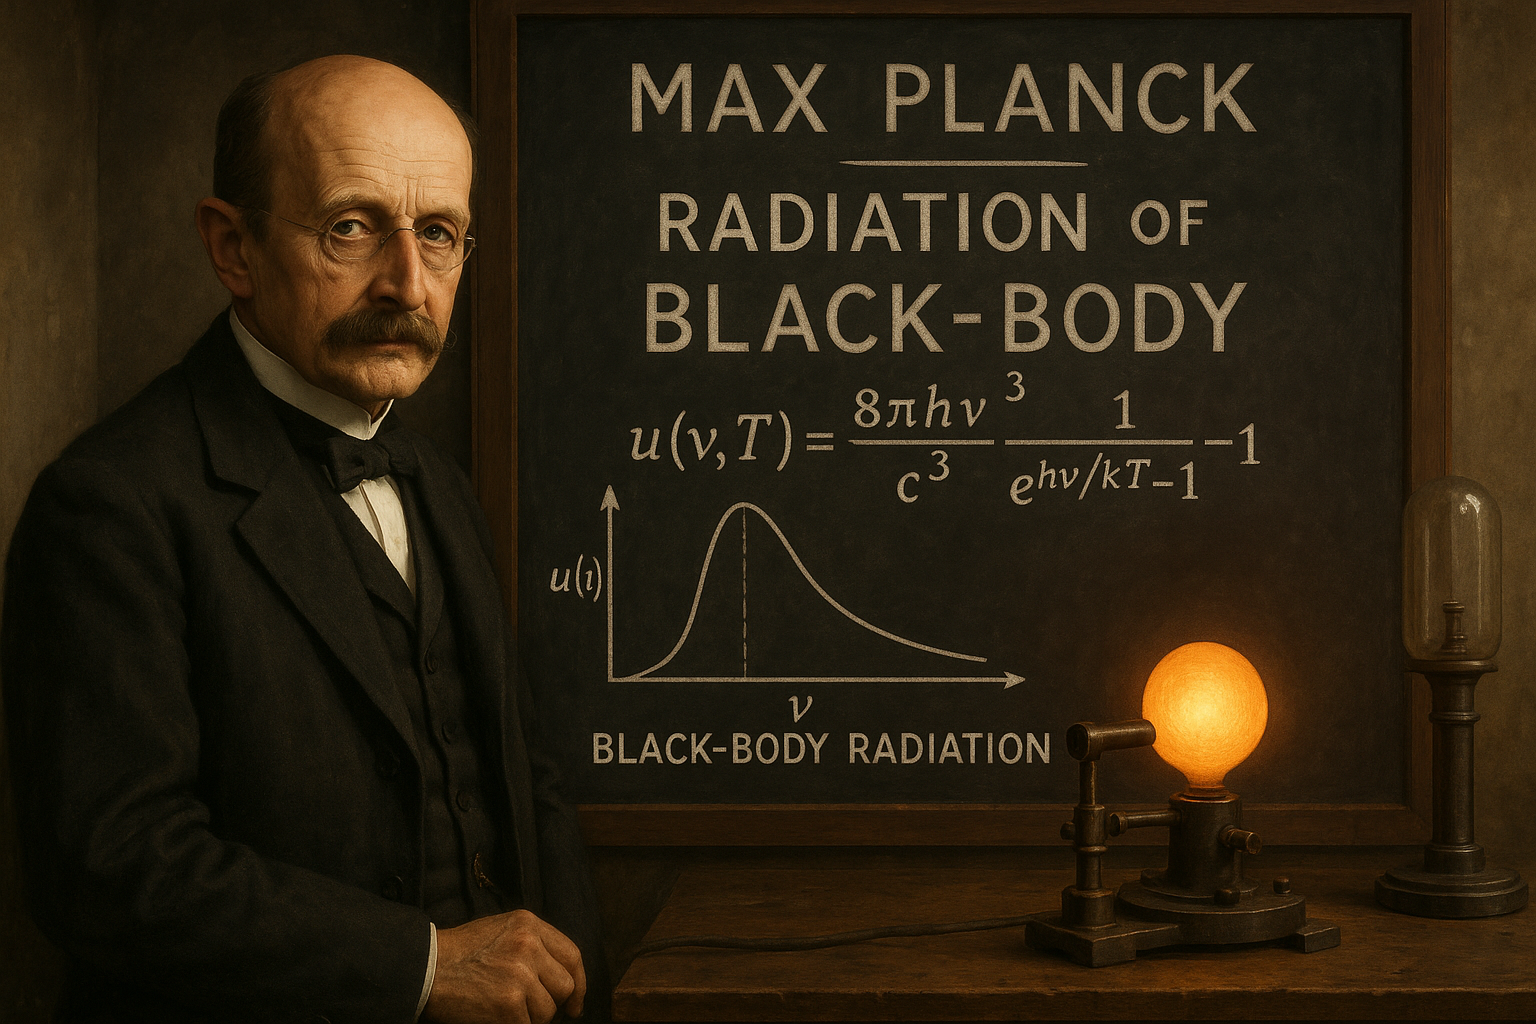 MAX PLANCK
RADIATION OF
BLACK-BODY
u(ν,T) = 8πhν³/c³ 1/e^hν/kT–1 –1
u(ι)
ν
BLACK-BODY RADIATION